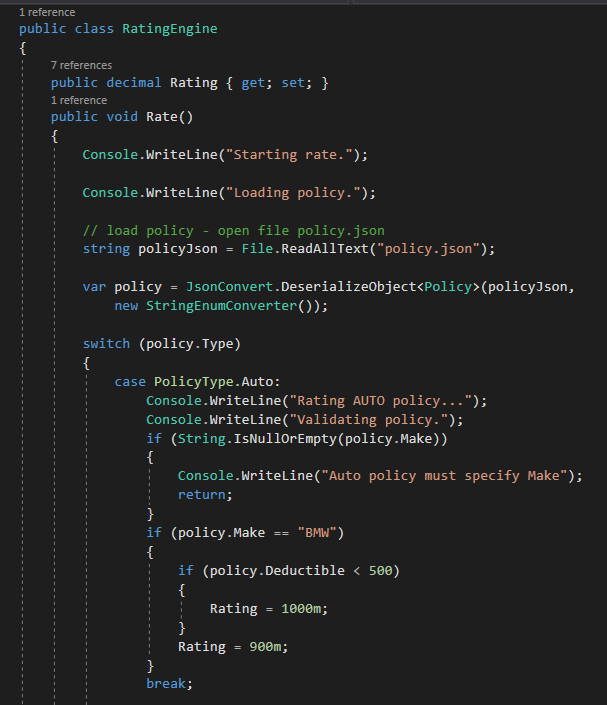 1 reference
public class RatingEngine
{
7 references
public decimal Rating { get; set; }
1 reference
public void Rate()
{
Console.WriteLine("Starting rate.");
Console.WriteLine("Loading policy.");
// load policy - open file policy.json
string policyJson = File.ReadAllText("policy.json");
var policy = JsonConvert.DeserializeObject<Policy>(policyJson,
new StringEnumConverter());
switch (policy.Type)
{
case PolicyType.Auto:
Console.WriteLine("Rating AUTO policy...");
Console.WriteLine("Validating policy.");
if (String.IsNullOrEmpty(policy.Make))
{
Console.WriteLine("Auto policy must specify Make");
return;
}
if (policy.Make == "BMW")
{
if (policy.Deductible < 500)
{
Rating = 1000m;
}
Rating = 900m;
}
break;